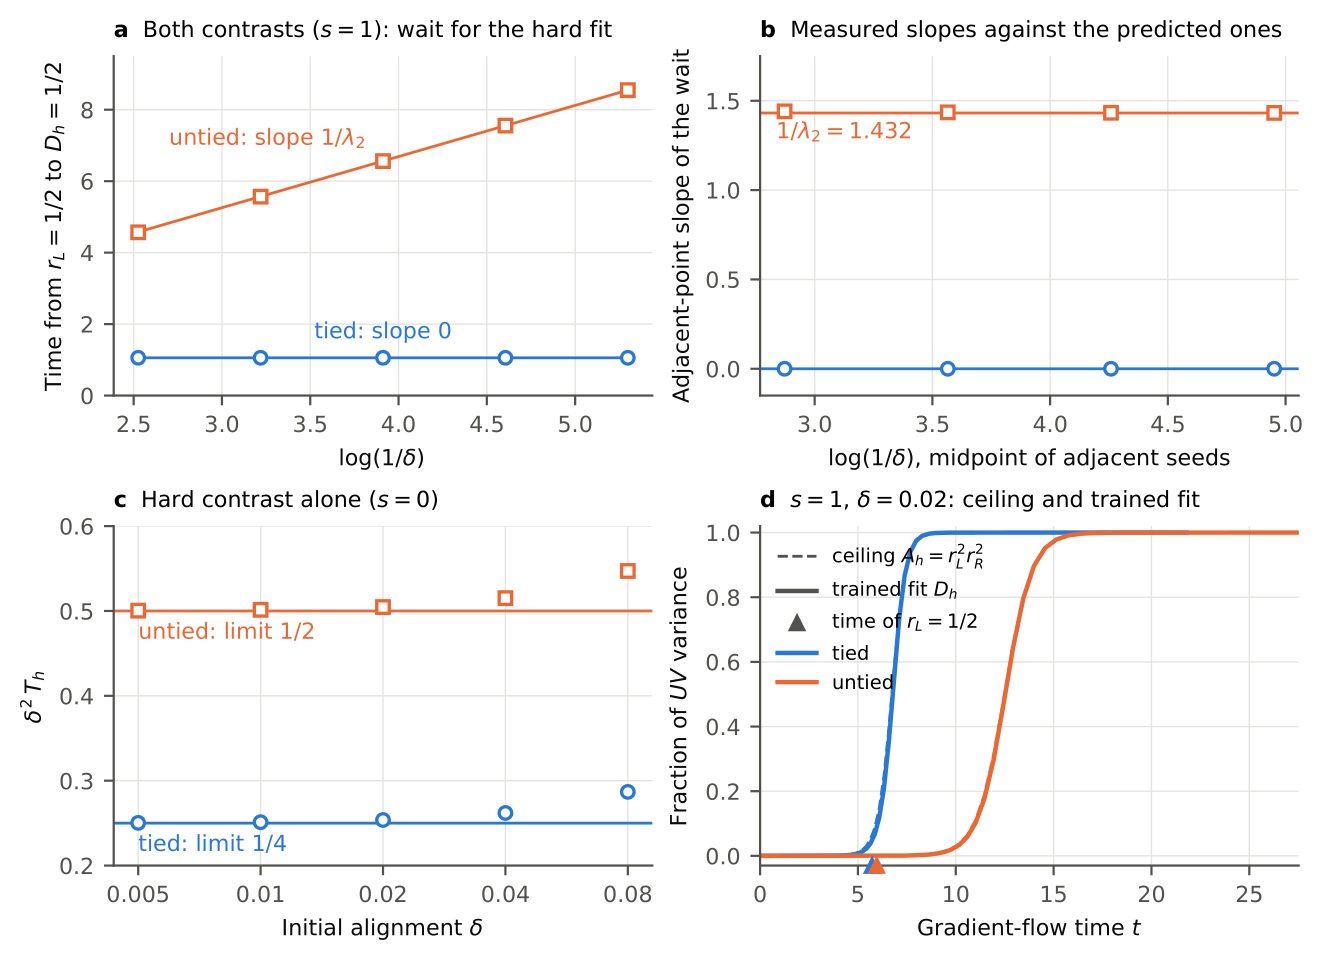 a Both contrasts (s = 1): wait for the hard fit
Time from r_L = 1/2 to D_h = 1/2
8
6
4
2
0
untied: slope 1/λ₂
tied: slope 0
2.5 3.0 3.5 4.0 4.5 5.0
log(1/δ)
b Measured slopes against the predicted ones
Adjacent-point slope of the wait
1.5
1.0
0.5
0.0
1/λ₂ = 1.432
3.0 3.5 4.0 4.5 5.0
log(1/δ), midpoint of adjacent seeds
c Hard contrast alone (s = 0)
δ² T_h
0.6
0.5
0.4
0.3
0.2
untied: limit 1/2
tied: limit 1/4
0.005 0.01 0.02 0.04 0.08
Initial alignment δ
d s = 1, δ = 0.02: ceiling and trained fit
Fraction of UV variance
1.0
0.8
0.6
0.4
0.2
0.0
ceiling A_h = r_L² r_R²
trained fit D_h
time of r_L = 1/2
tied
untied
0 5 10 15 20 25
Gradient-flow time t